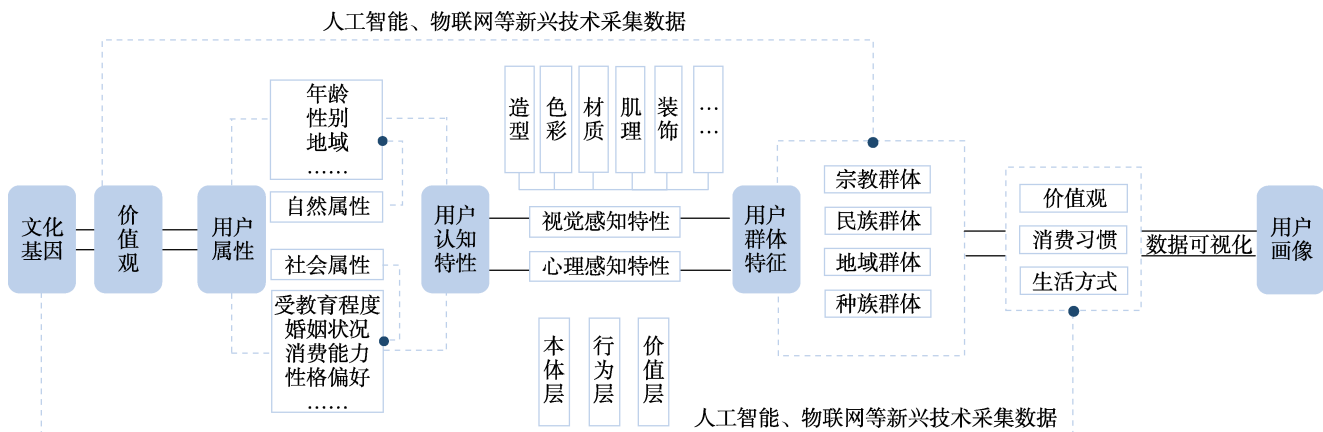 人工智能、物联网等新兴技术采集数据
文化
基因
价
值
观
用户
属性
年龄
性别
地域
……
自然属性
社会属性
受教育程度
婚姻状况
消费能力
性格偏好
……
用户
认知
特性
造型
色彩
材质
肌理
装饰
……
视觉感知特性
心理感知特性
本体层
行为层
价值层
用户
群体
特征
宗教群体
民族群体
地域群体
种族群体
价值观
消费习惯
生活方式
数据可视化
用户
画像
人工智能、物联网等新兴技术采集数据